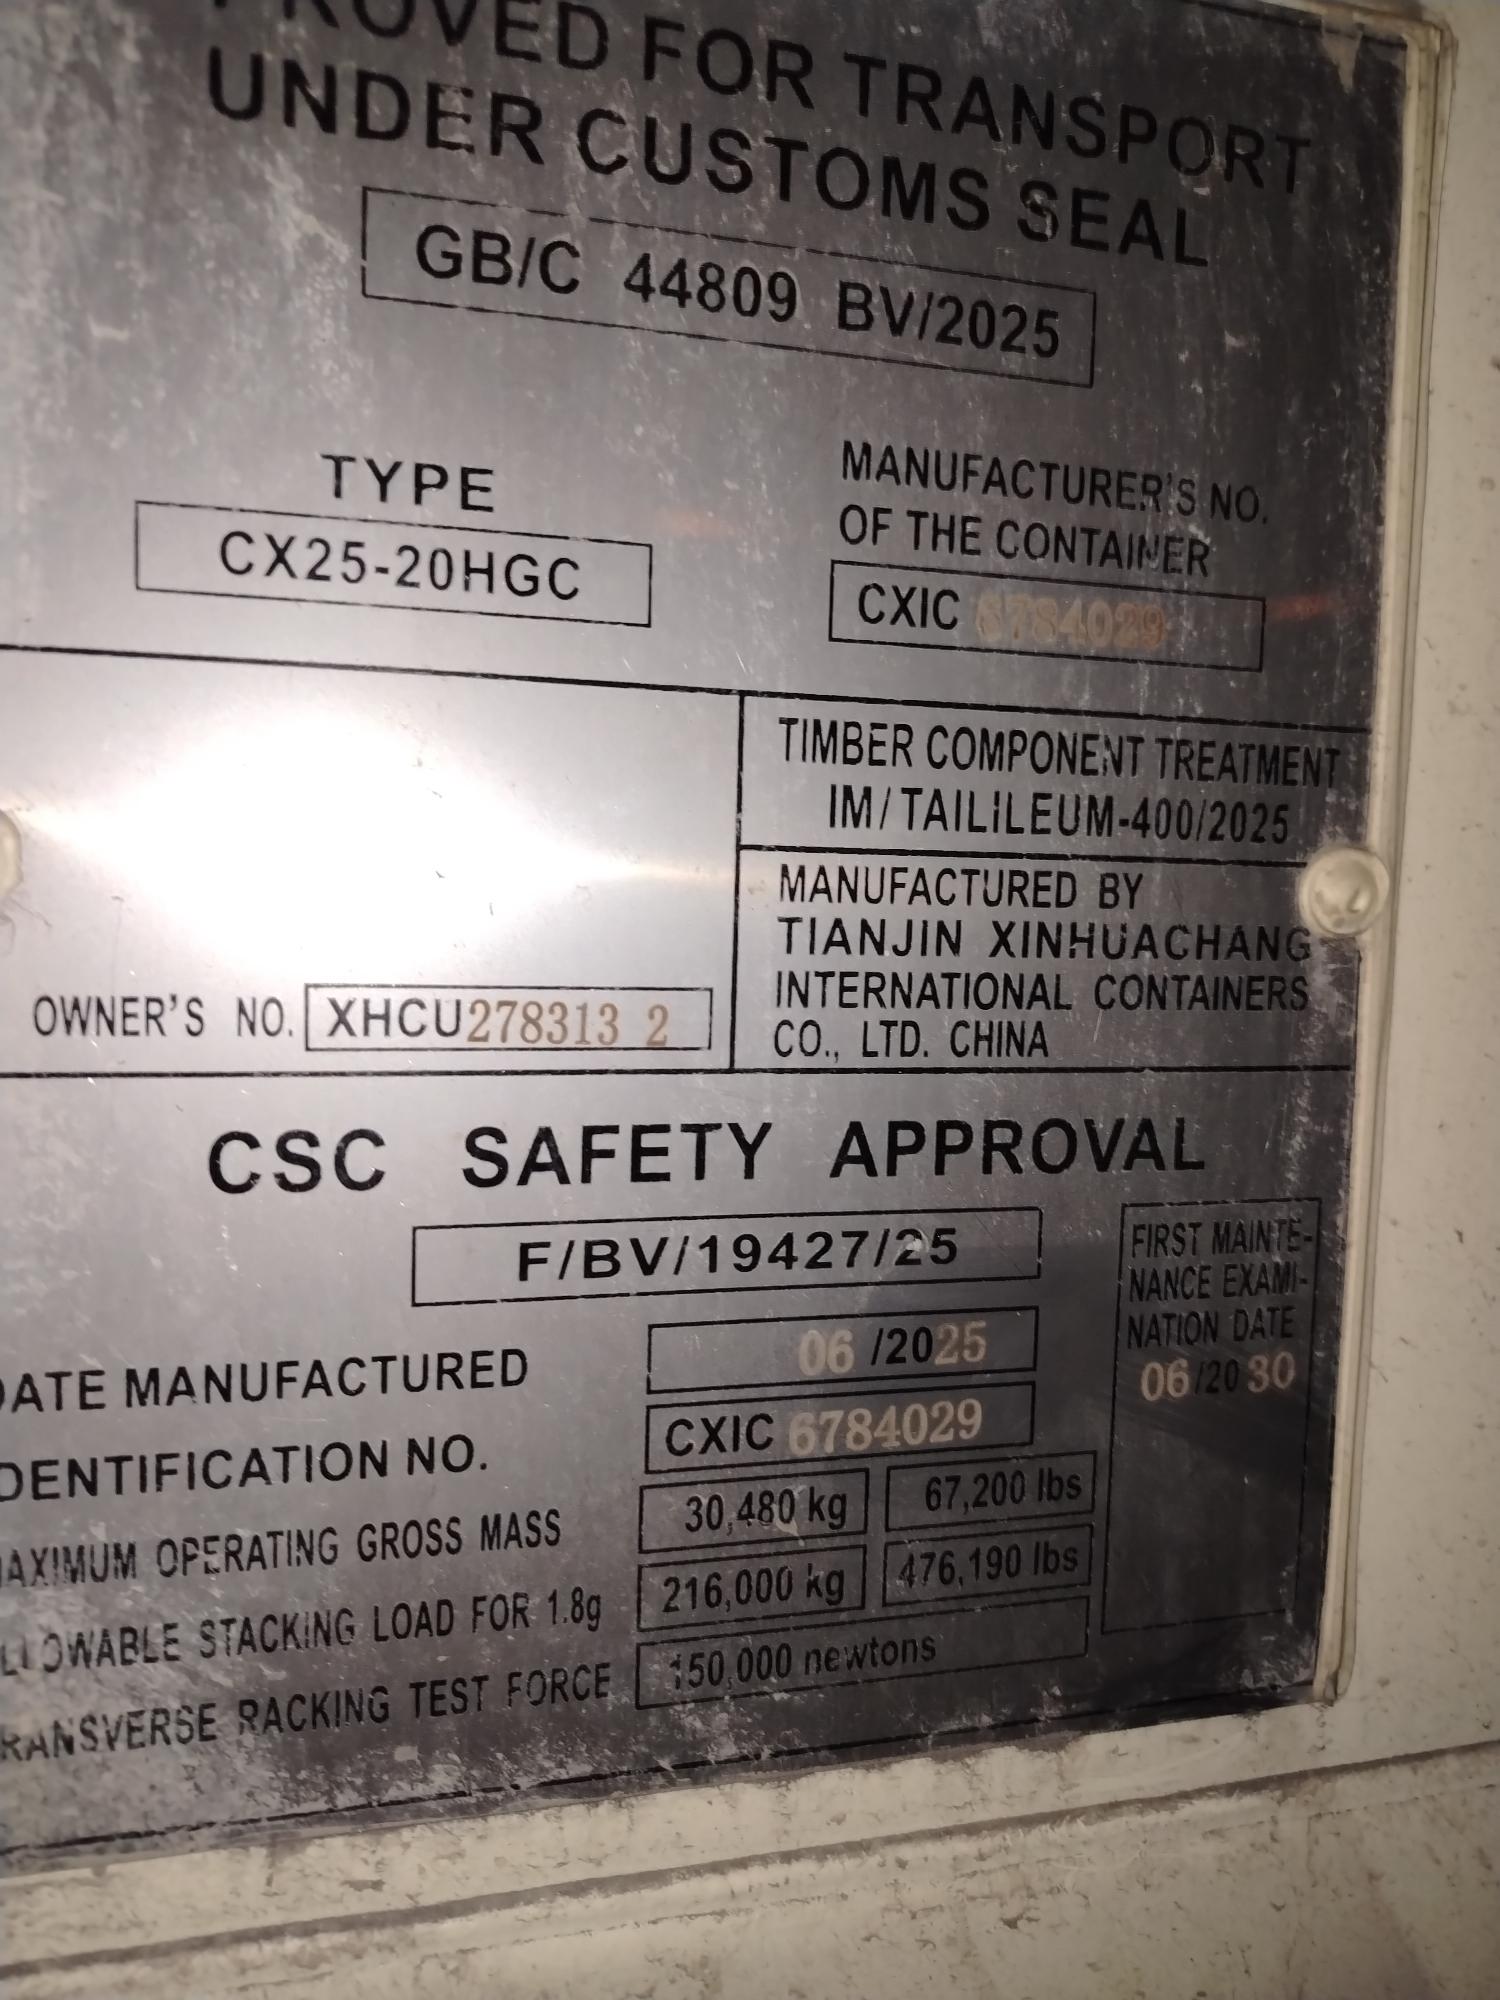 PROVED FOR TRANSPORT
UNDER CUSTOMS SEAL
GB/C 44809 BV/2025
TYPE
CX25-20HGC
MANUFACTURER'S NO.
OF THE CONTAINER
CXIC 6784029
TIMBER COMPONENT TREATMENT
IM/TAILILEUM-400/2025
MANUFACTURED BY
TIANJIN XINHUACHANG
INTERNATIONAL CONTAINERS
CO., LTD. CHINA
OWNER'S NO. XHCU278313 2
CSC SAFETY APPROVAL
F/BV/19427/25
FIRST MAINTE-
NANCE EXAMI-
NATION DATE
06/2030
DATE MANUFACTURED 06/2025
IDENTIFICATION NO. CXIC 6784029
MAXIMUM OPERATING GROSS MASS 30,480 kg 67,200 lbs
LLOWABLE STACKING LOAD FOR 1.8g 216,000 kg 476,190 lbs
RANSVERSE RACKING TEST FORCE 150,000 newtons